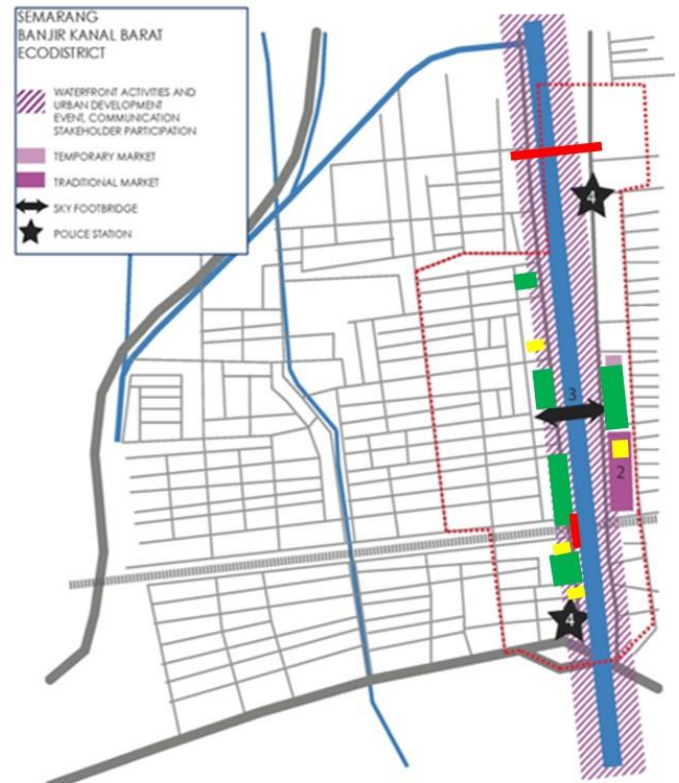 SEMARANG
BANJIR KANAL BARAT
ECODISTRICT
WATERFRONT ACTIVITIES AND
URBAN DEVELOPMENT
EVENT, COMMUNICATION
STAKEHOLDER PARTICIPATION
TEMPORARY MARKET
TRADITIONAL MARKET
SKY FOOTBRIDGE
POLICE STATION
4
3
2
4